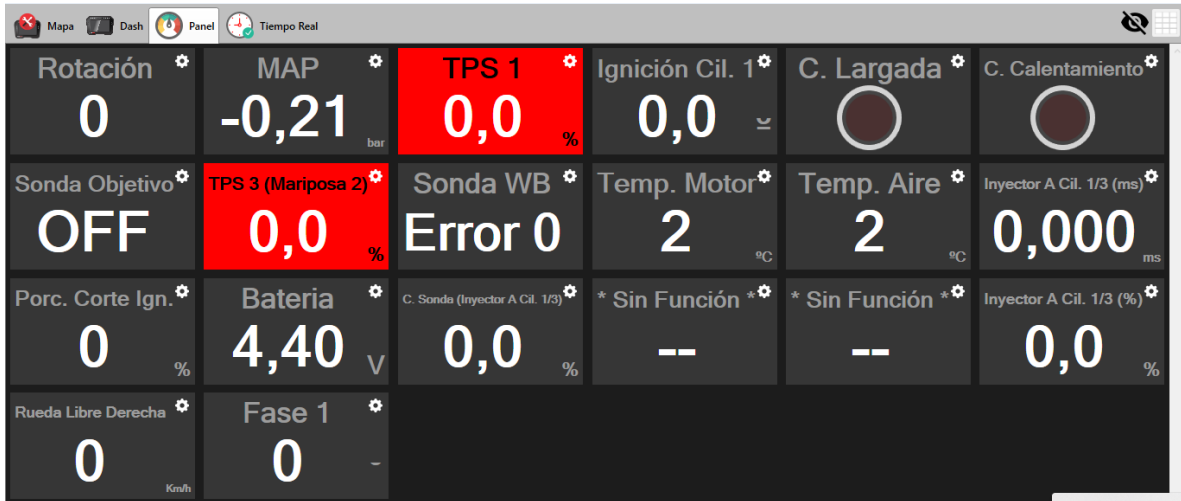 Mapa Dash Panel Tiempo Real
Rotación MAP TPS 1 Ignición Cil. 1 C. Largada C. Calentamiento
0 -0,21 bar 0,0 % 0,0
Sonda Objetivo TPS 3 (Mariposa 2) Sonda WB Temp. Motor Temp. Aire Inyector A Cil. 1/3 (ms)
OFF 0,0 % Error 0 2 ºC 2 ºC 0,000 ms
Porc. Corte Ign. Bateria C. Sonda (Inyector A Cil. 1/3) * Sin Función * * Sin Función * Inyector A Cil. 1/3 (%)
0 % 4,40 V 0,0 % -- -- 0,0 %
Rueda Libre Derecha Fase 1
0 Km/h 0